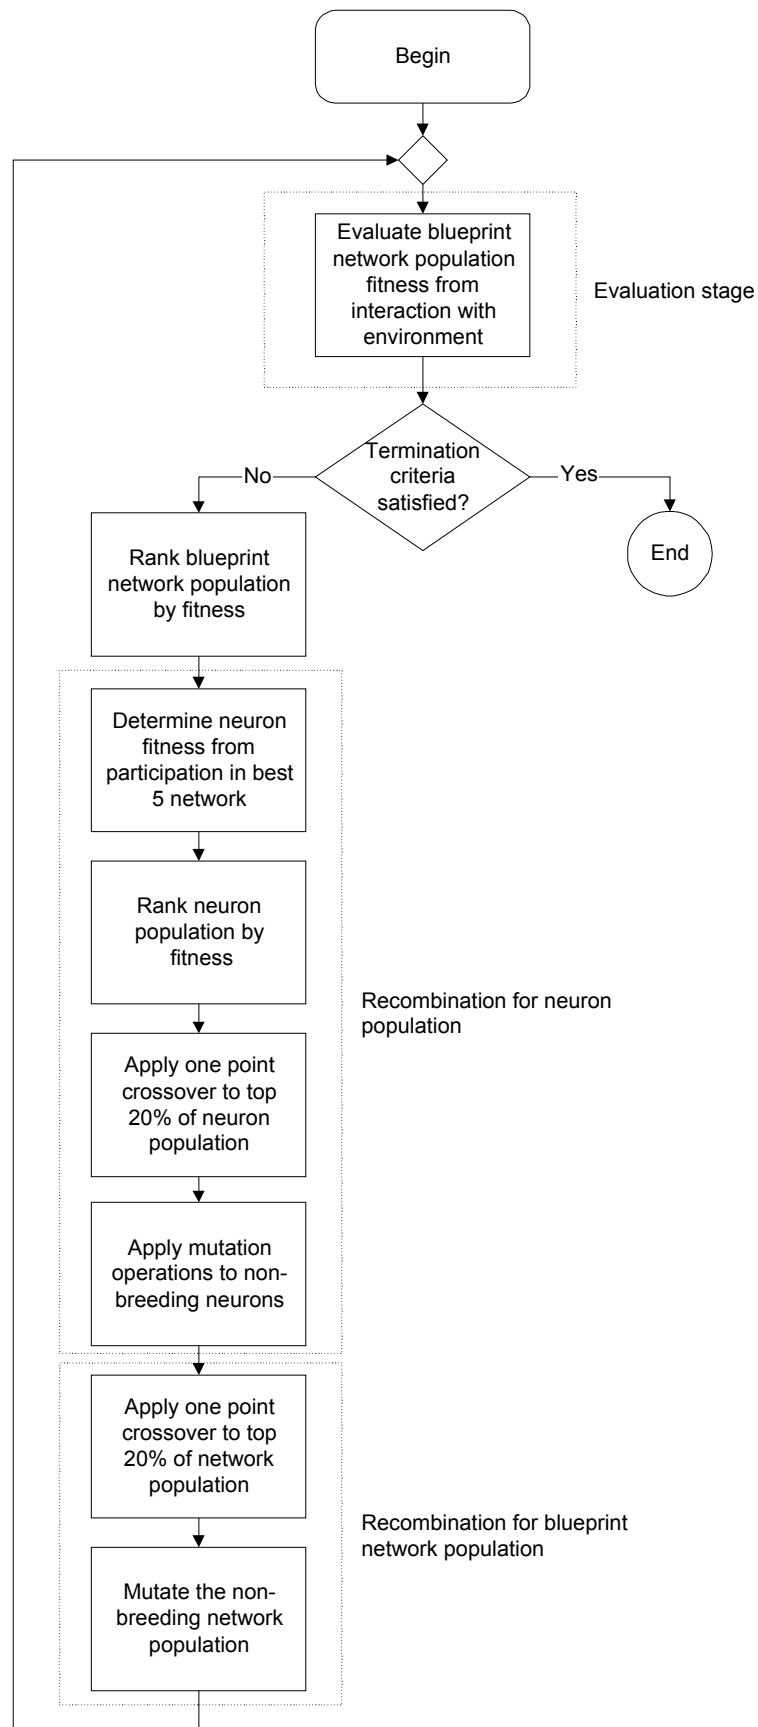 Begin
Evaluate blueprint
network population
fitness from
interaction with
environment
Evaluation stage
Termination
criteria
satisfied?
No
Yes
End
Rank blueprint
network population
by fitness
Determine neuron
fitness from
participation in best
5 network
Rank neuron
population by
fitness
Recombination for neuron
population
Apply one point
crossover to top
20% of neuron
population
Apply mutation
operations to non-
breeding neurons
Apply one point
crossover to top
20% of network
population
Recombination for blueprint
network population
Mutate the non-
breeding network
population